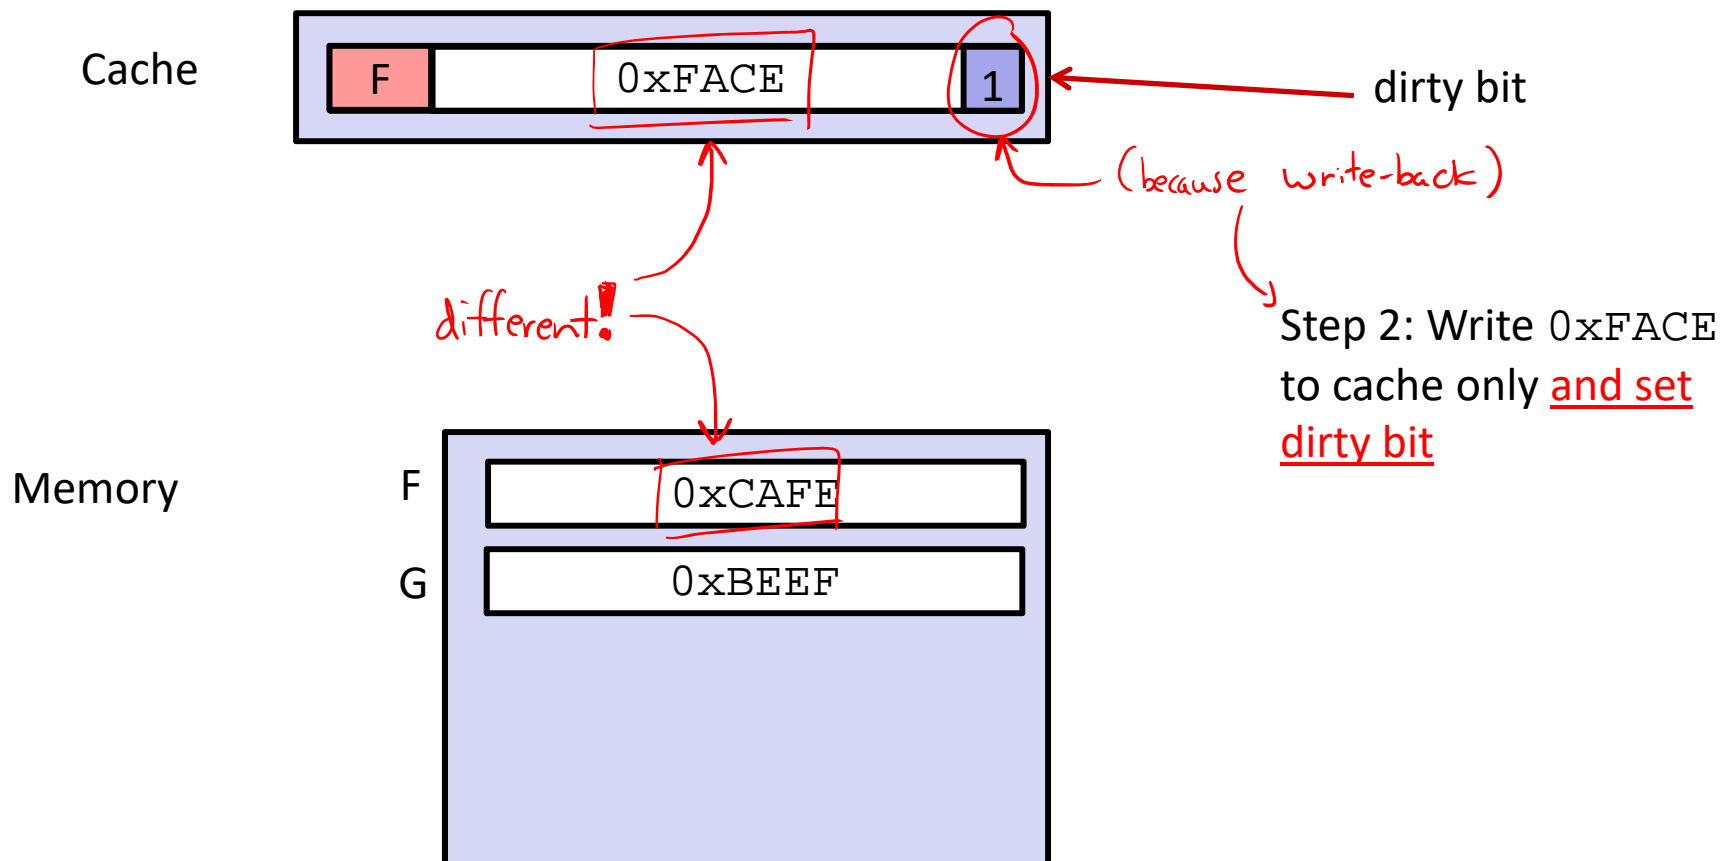 Cache
F 0xFACE 1
dirty bit
(because write-back)
different!
Step 2: Write 0xFACE
to cache only and set
dirty bit
Memory
F 0xCAFE
G 0xBEEF